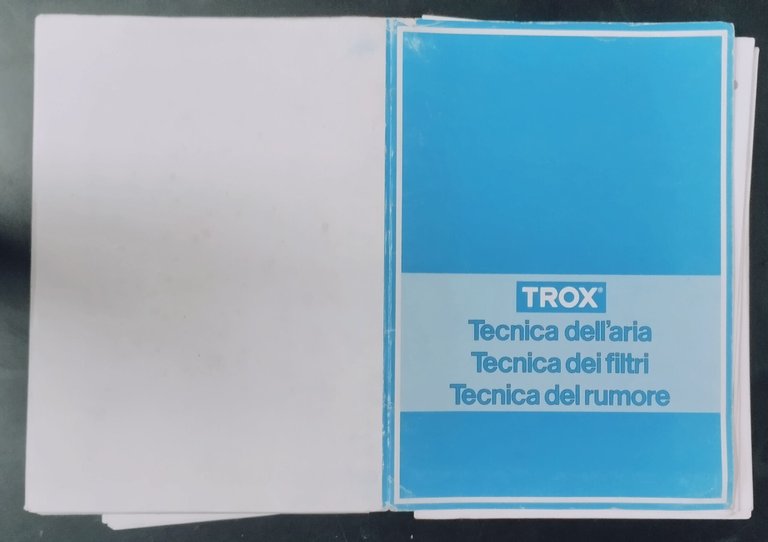 TROX®
Tecnica dell'aria
Tecnica dei filtri
Tecnica del rumore